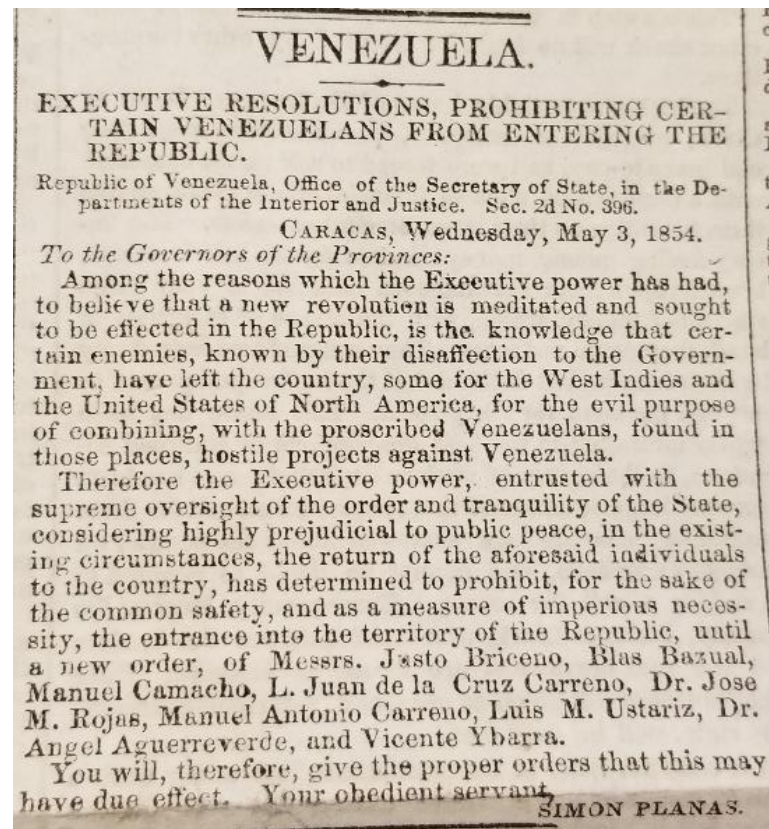 VENEZUELA.
EXECUTIVE RESOLUTIONS, PROHIBITING CER-
TAIN VENEZUELANS FROM ENTERING THE
REPUBLIC.
Republic of Venezuela, Office of the Secretary of State, in the De-
partments of the Interior and Justice. Sec. 2d No. 396.
CARACAS, Wednesday, May 3, 1854.
To the Governors of the Provinces:
Among the reasons which the Executive power has had,
to believe that a new revolution is meditated and sought
to be effected in the Republic, is the knowledge that cer-
tain enemies, known by their disaffection to the Govern-
ment, have left the country, some for the West Indies and
the United States of North America, for the evil purpose
of combining, with the proscribed Venezuelans, found in
those places, hostile projects against Venezuela.
Therefore the Executive power, entrusted with the
supreme oversight of the order and tranquility of the State,
considering highly prejudicial to public peace, in the exist-
ing circumstances, the return of the aforesaid individuals
to the country, has determined to prohibit, for the sake of
the common safety, and as a measure of imperious neces-
sity, the entrance into the territory of the Republic, until
a new order, of Messrs. Justo Briceno, Blas Bazual,
Manuel Camacho, L. Juan de la Cruz Carreno, Dr. Jose
M. Rojas, Manuel Antonio Carreno, Luis M. Ustariz, Dr.
Angel Aguerreverde, and Vicente Ybarra.
You will, therefore, give the proper orders that this may
have due effect. Your obedient servant,
SIMON PLANAS.